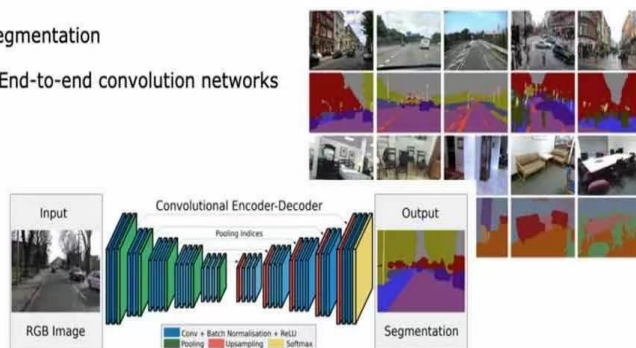 egmentation
End-to-end convolution networks
Input
Convolutional Encoder-Decoder
Output
Pooling Indices
RGB Image
Segmentation
Conv + Batch Normalisation + ReLU
Pooling
Upsampling
Softmax